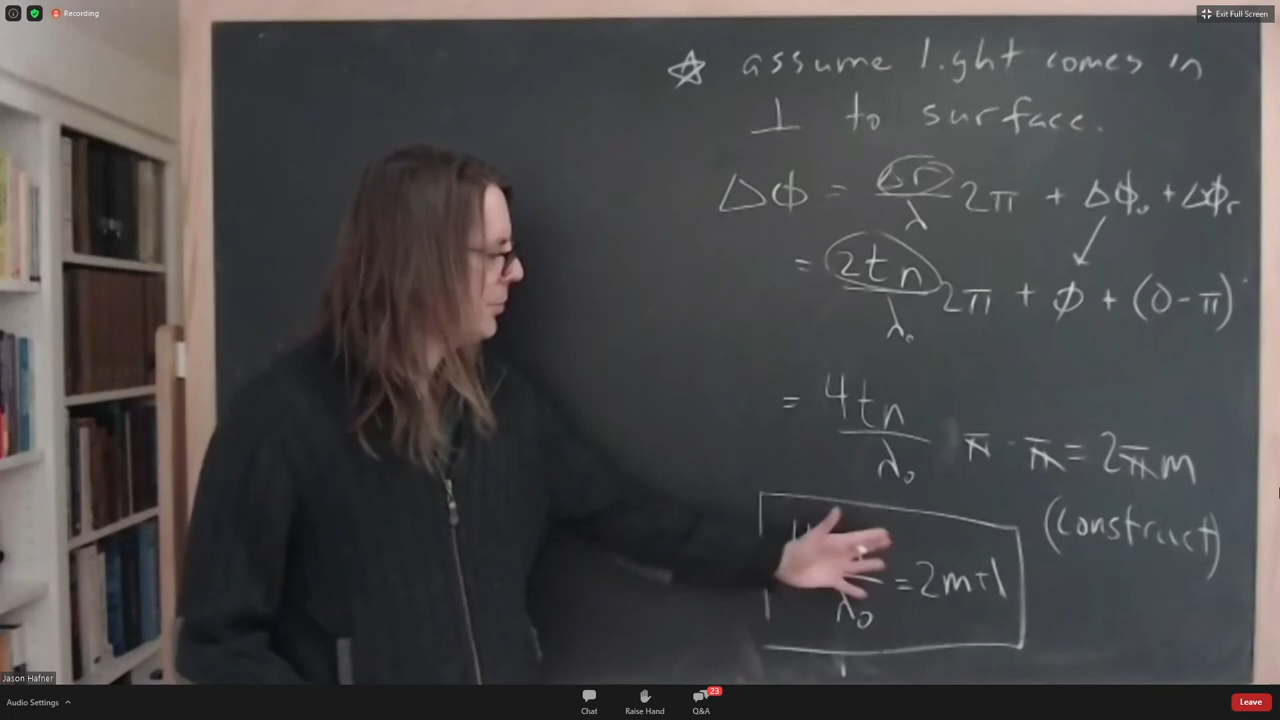 Recording
Exit Full Screen
☆ assume light comes in
⊥ to surface.
Δφ = Δr/λ 2π + Δφ₀ + Δφᵣ
= 2tn/λ₀ 2π + φ + (0 - π)
= 4tn/λ₀ π - π = 2πm
(construct)
λ₀ = 2m+1
Jason Hafner
Audio Settings
Chat
Raise Hand
23
Q&A
Leave